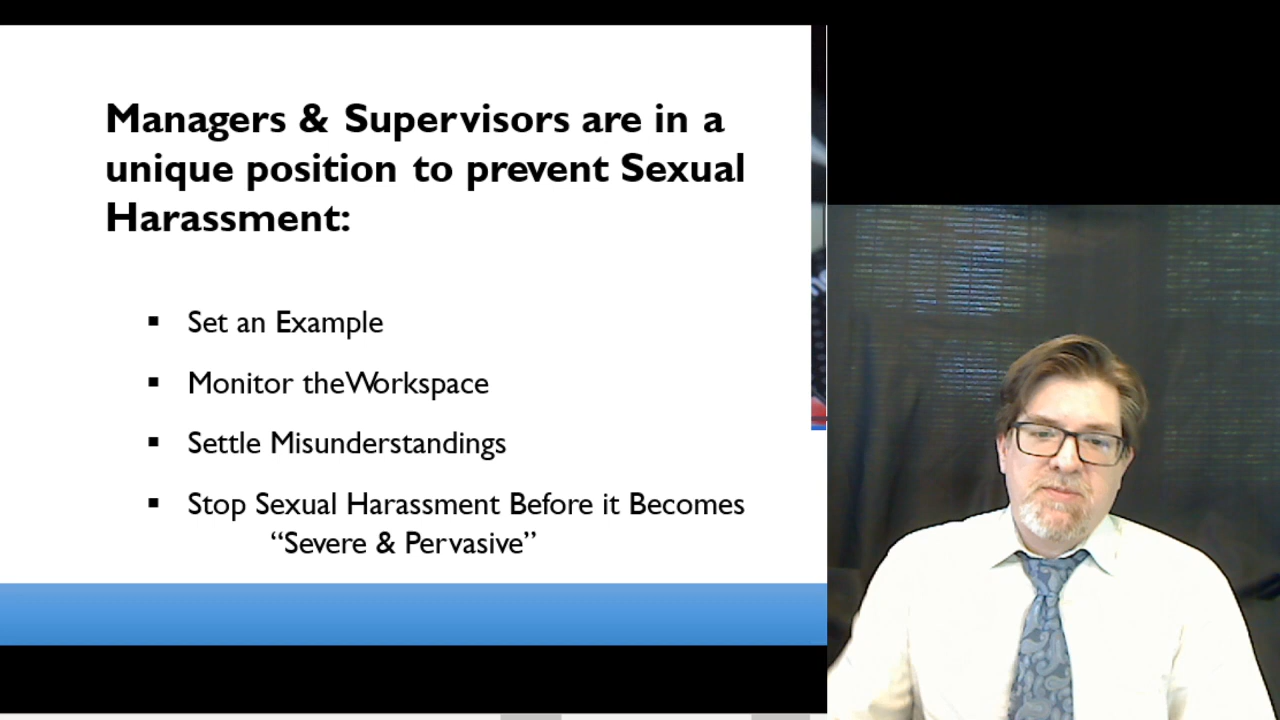 Managers & Supervisors are in a
unique position to prevent Sexual
Harassment:
▪ Set an Example
▪ Monitor theWorkspace
▪ Settle Misunderstandings
▪ Stop Sexual Harassment Before it Becomes
“Severe & Pervasive”